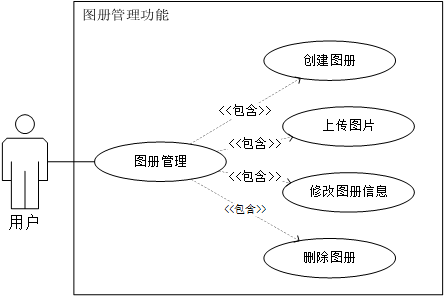 图册管理功能
创建图册
<<包含>>
上传图片
<<包含>>
图册管理
<<包含>>
修改图册信息
用户
<<包含>>
删除图册